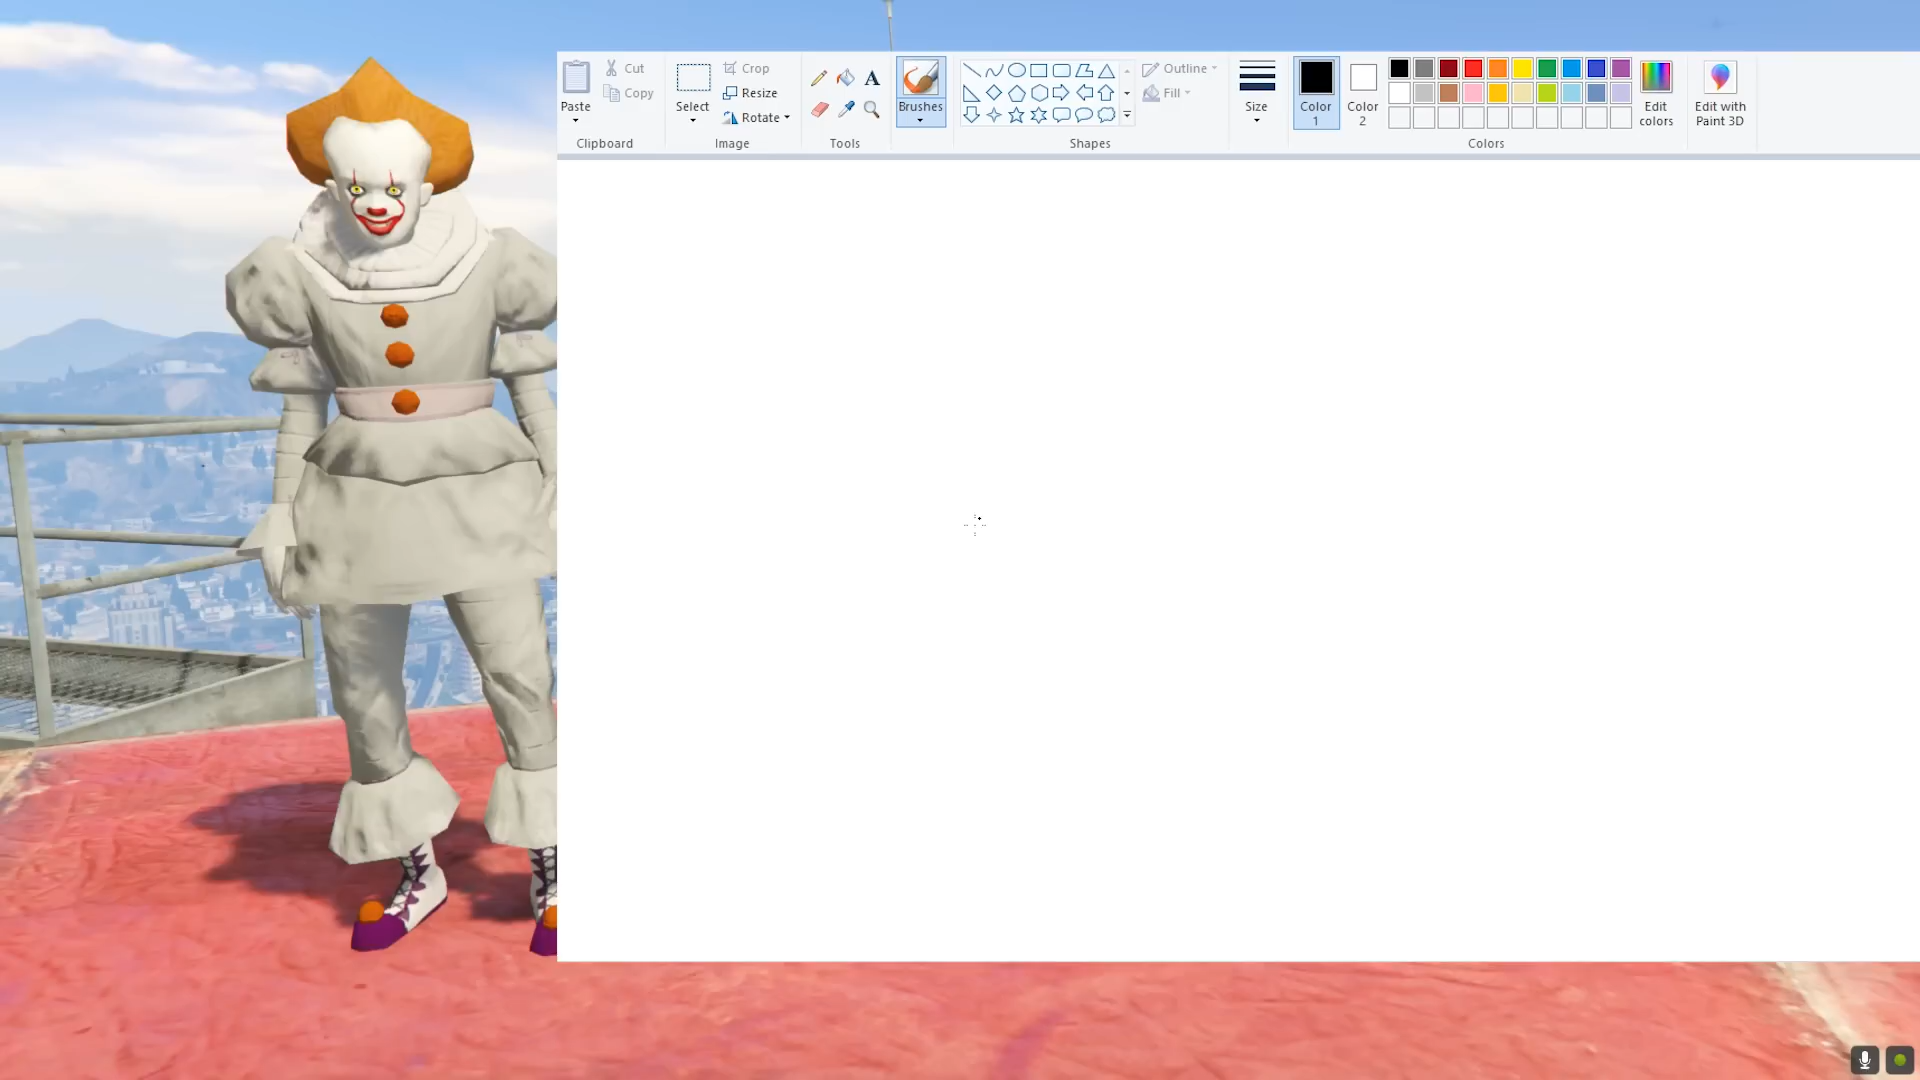 Paste
Cut
Copy
Clipboard
Select
Crop
Resize
Rotate
Image
A
Tools
Brushes
Shapes
Outline
Fill
Size
Color
1
Color
2
Colors
Edit
colors
Edit with
Paint 3D